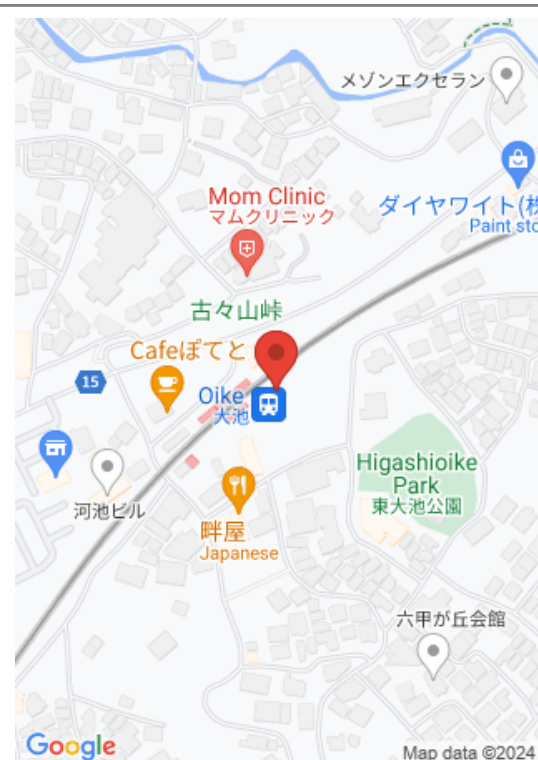 メゾンエクセラン
ダイヤワイト(株
Paint sto
Mom Clinic
マムクリニック
古々山峠
Cafeぽてと
15
Oike
大池
Higashioike
Park
東大池公園
河池ビル
畔屋
Japanese
六甲が丘会館
Google
Map data ©2024